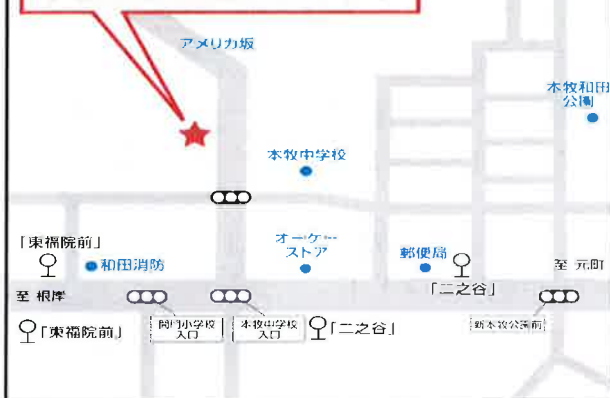 アメリカ坂
本牧和田
公園
本牧中学校
「東福院前」
和田消防
オーケー
ストア
郵便局
「二之谷」
至 元町
至 根岸
「東福院前」
間門小学校
入口
本牧中学校
入口
「二之谷」
新本牧公園前